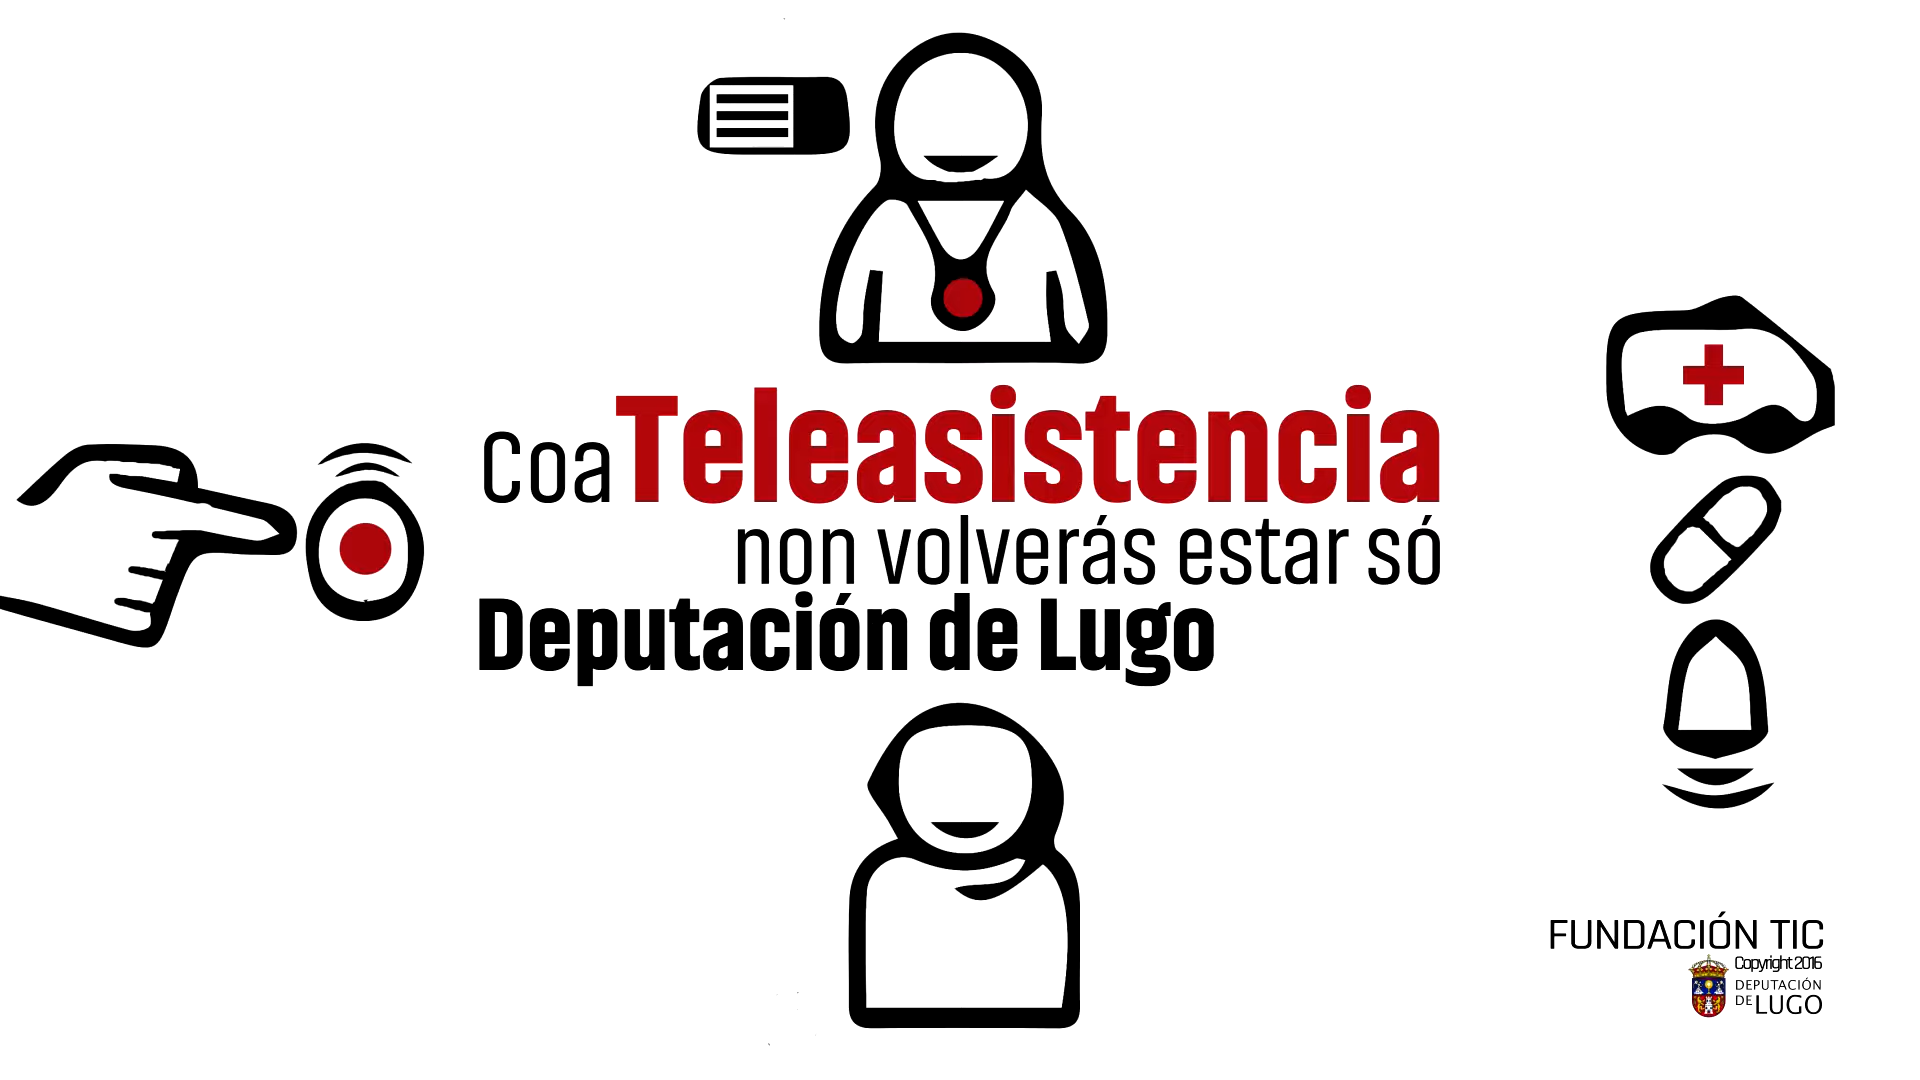 Coa Teleasistencia
non volverás estar só
Deputación de Lugo
FUNDACIÓN TIC
Copyright 2016
DEPUTACIÓN
DE LUGO